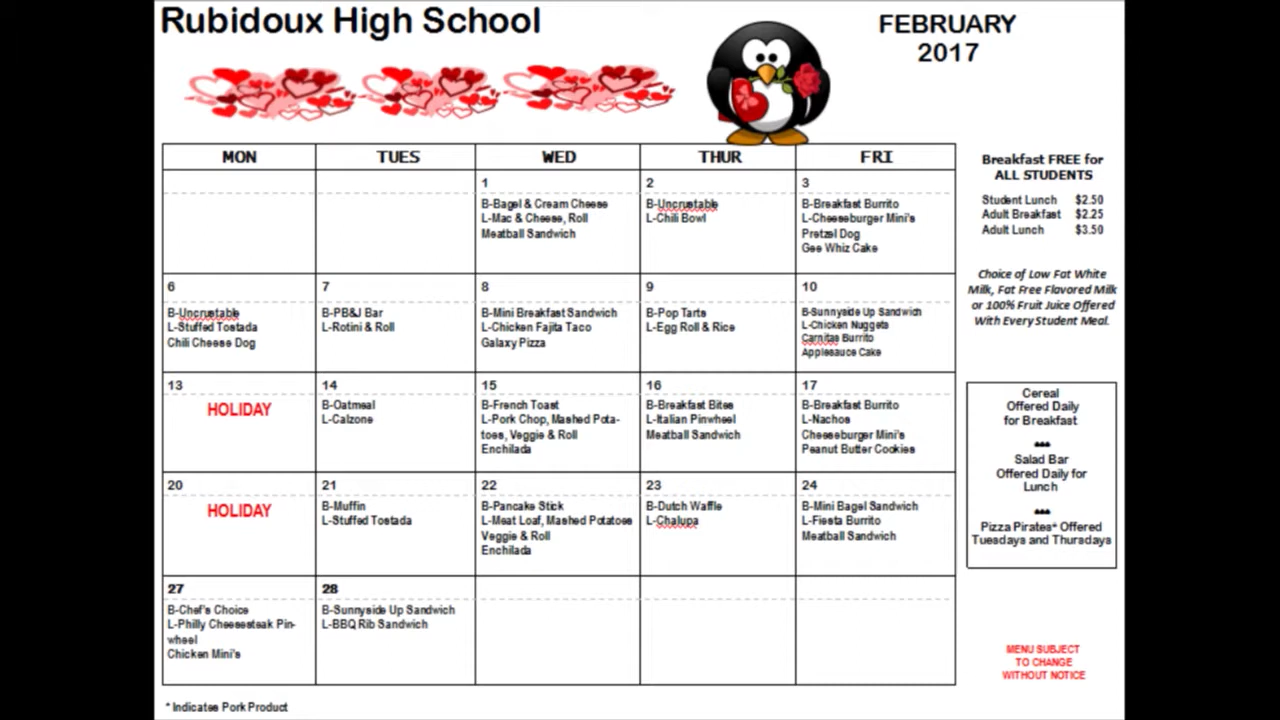 Rubidoux High School
FEBRUARY
2017
MON TUES WED THUR FRI
1
B-Bagel & Cream Cheese
L-Mac & Cheese, Roll
Meatball Sandwich
2
B-Uncrustable
L-Chili Bowl
3
B-Breakfast Burrito
L-Cheeseburger Mini's
Pretzel Dog
Gee Whiz Cake
6
B-Uncrustable
L-Stuffed Tostada
Chili Cheese Dog
7
B-PB&J Bar
L-Rotini & Roll
8
B-Mini Breakfast Sandwich
L-Chicken Fajita Taco
Galaxy Pizza
9
B-Pop Tarts
L-Egg Roll & Rice
10
B-Sunnyside Up Sandwich
L-Chicken Nuggets
Carnitas Burrito
Applesauce Cake
13
HOLIDAY
14
B-Oatmeal
L-Calzone
15
B-French Toast
L-Pork Chop, Mashed Pota-
toes, Veggie & Roll
Enchilada
16
B-Breakfast Bites
L-Italian Pinwheel
Meatball Sandwich
17
B-Breakfast Burrito
L-Nachos
Cheeseburger Mini's
Peanut Butter Cookies
20
HOLIDAY
21
B-Muffin
L-Stuffed Tostada
22
B-Pancake Stick
L-Meat Loaf, Mashed Potatoes
Veggie & Roll
Enchilada
23
B-Dutch Waffle
L-Chalupa
24
B-Mini Bagel Sandwich
L-Fiesta Burrito
Meatball Sandwich
27
B-Chef's Choice
L-Philly Cheesesteak Pin-
wheel
Chicken Mini's
28
B-Sunnyside Up Sandwich
L-BBQ Rib Sandwich
* Indicates Pork Product
Breakfast FREE for
ALL STUDENTS
Student Lunch $2.50
Adult Breakfast $2.25
Adult Lunch $3.50
Choice of Low Fat White
Milk, Fat Free Flavored Milk
or 100% Fruit Juice Offered
With Every Student Meal.
Cereal
Offered Daily
for Breakfast
Salad Bar
Offered Daily for
Lunch
Pizza Pirates* Offered
Tuesdays and Thursdays
MENU SUBJECT
TO CHANGE
WITHOUT NOTICE